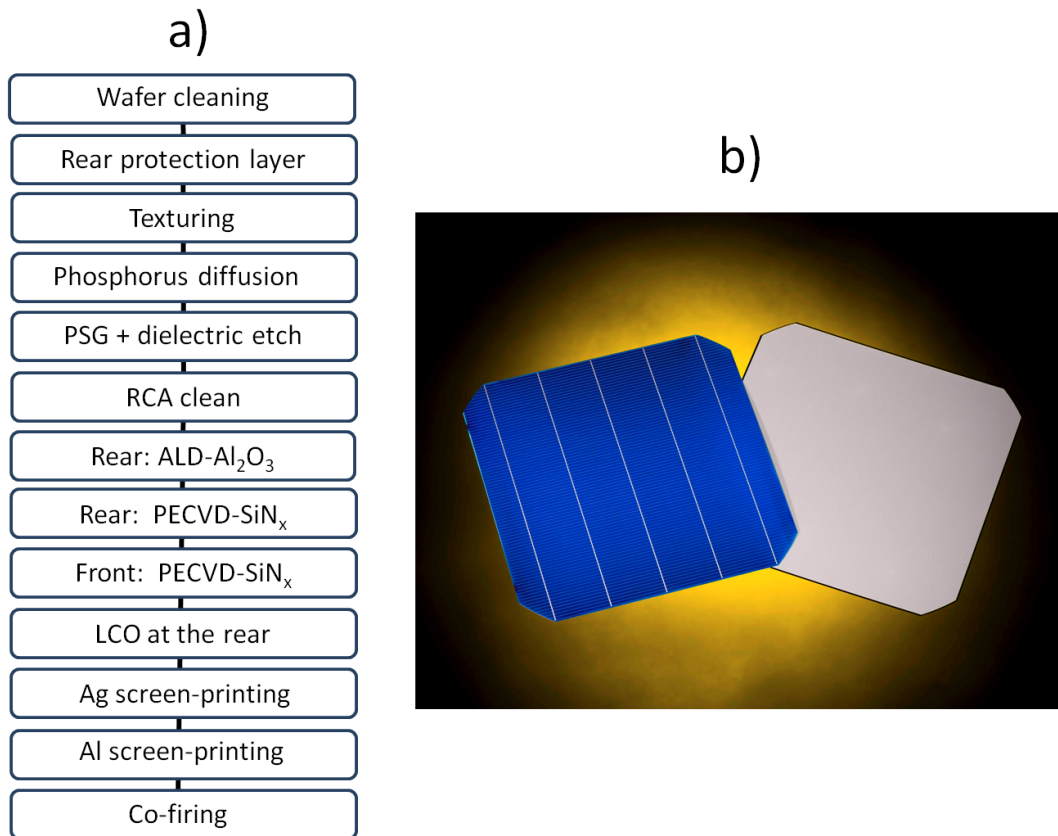 a)
Wafer cleaning
Rear protection layer
Texturing
Phosphorus diffusion
PSG + dielectric etch
RCA clean
Rear: ALD-Al₂O₃
Rear: PECVD-SiNₓ
Front: PECVD-SiNₓ
LCO at the rear
Ag screen-printing
Al screen-printing
Co-firing
b)